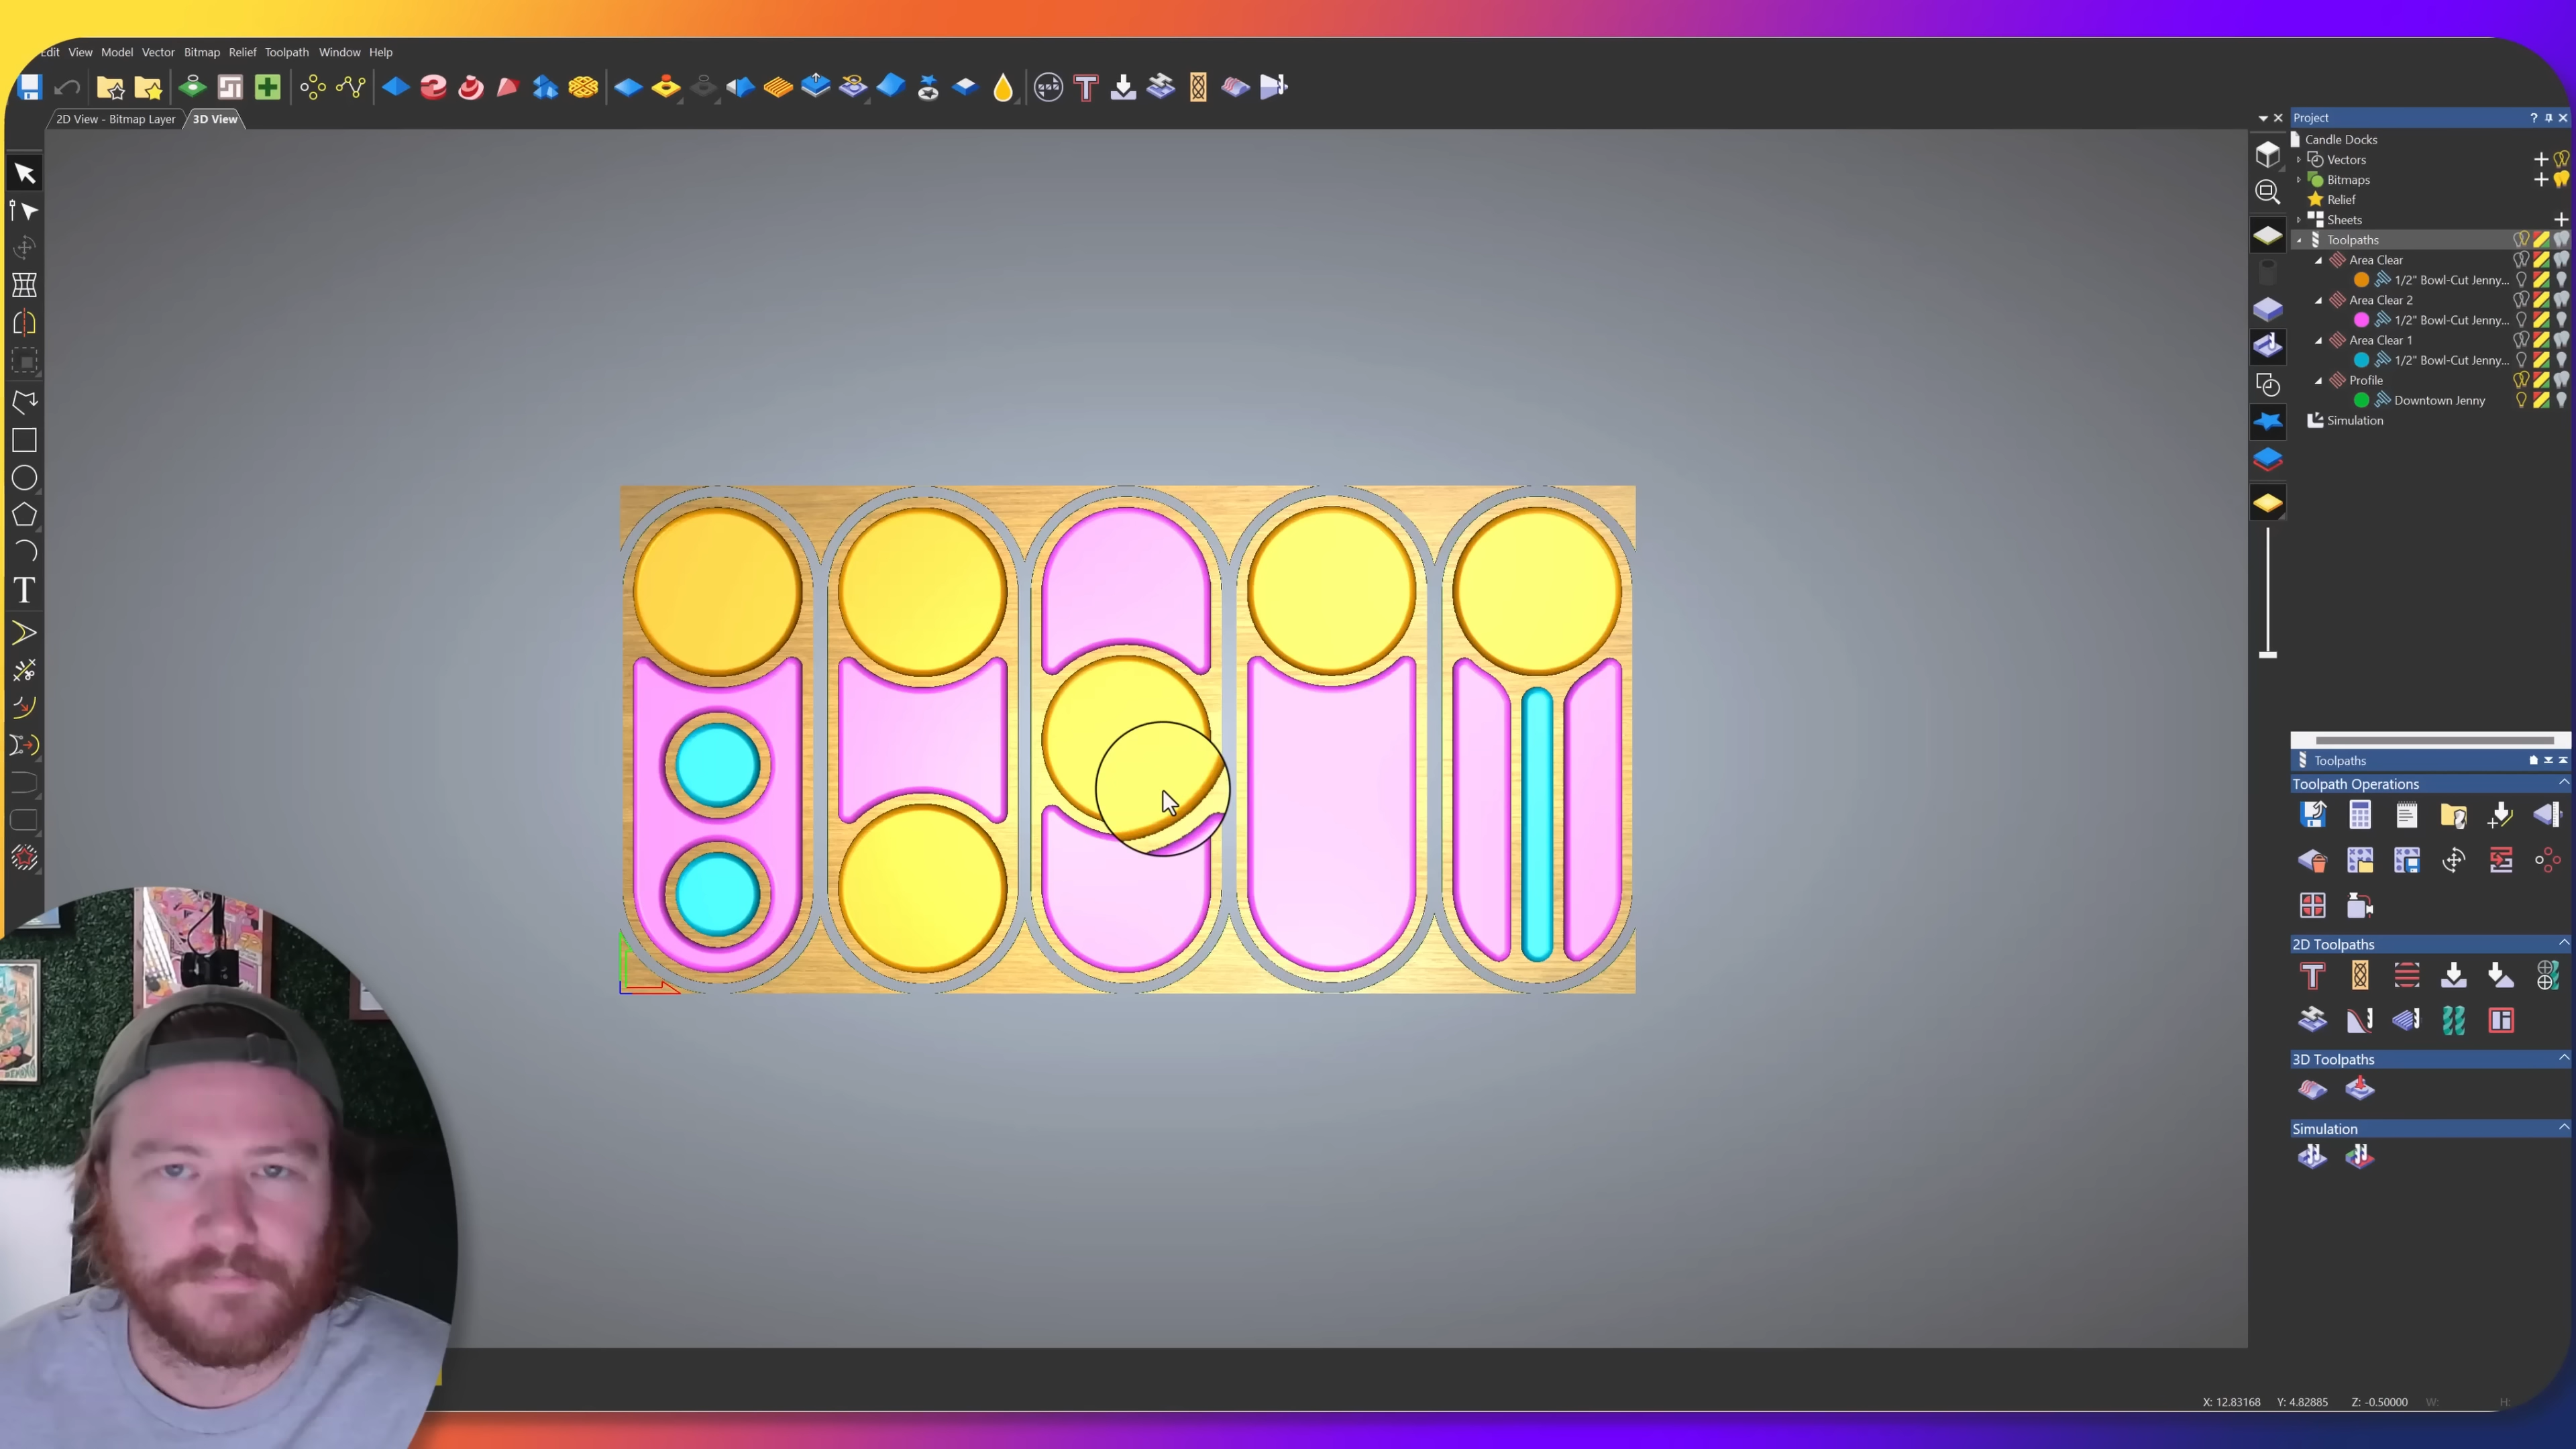 Edit View Model Vector Bitmap Relief Toolpath Window Help
2D View - Bitmap Layer 3D View
Project
Candle Docks
Vectors
Bitmaps
Relief
Sheets
Toolpaths
Area Clear
1/2" Bowl-Cut Jenny...
Area Clear 2
1/2" Bowl-Cut Jenny...
Area Clear 1
1/2" Bowl-Cut Jenny...
Profile
Downtown Jenny
Simulation
Toolpaths
Toolpath Operations
2D Toolpaths
3D Toolpaths
Simulation
X: 12.83168 Y: 4.82885 Z: -0.50000 W: H: